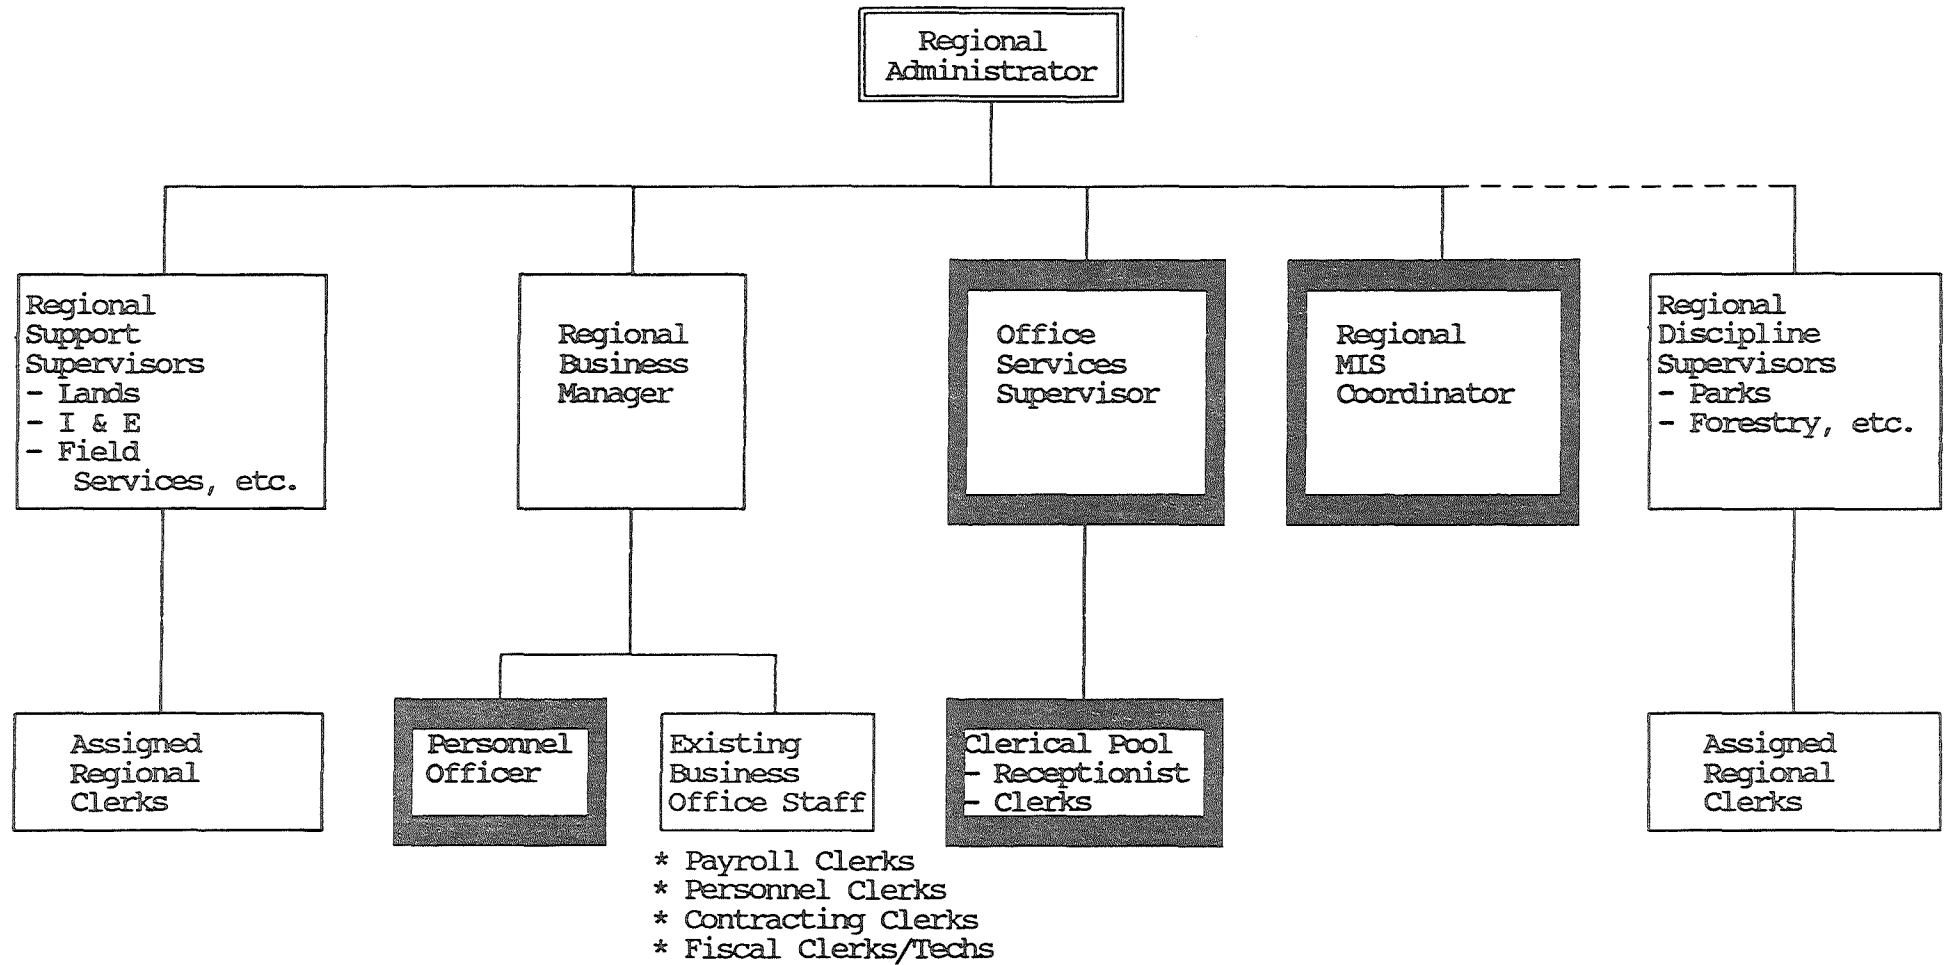 Regional
Administrator
Regional
Support
Supervisors
- Lands
- I & E
- Field
Services, etc.
Regional
Business
Manager
Office
Services
Supervisor
Regional
MIS
Coordinator
Regional
Discipline
Supervisors
- Parks
- Forestry, etc.
Assigned
Regional
Clerks
Personnel
Officer
Existing
Business
Office Staff
* Payroll Clerks
* Personnel Clerks
* Contracting Clerks
* Fiscal Clerks/Techs
Clerical Pool
- Receptionist
- Clerks
Assigned
Regional
Clerks